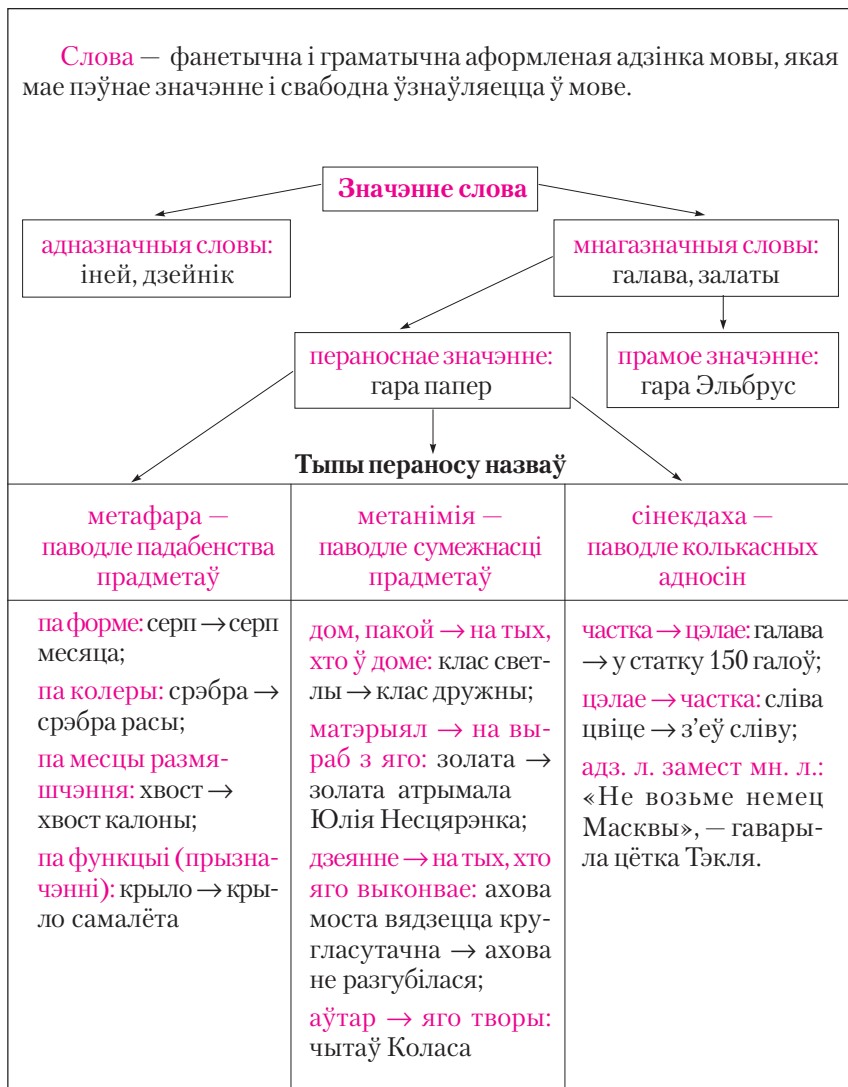 Слова — фанетычна і граматычна аформленая адзінка мовы, якая
мае пэўнае значэнне і свабодна ўзнаўляецца ў мове.
Значэнне слова
адназначныя словы:
іней, дзейнік
мнагазначныя словы:
галава, залаты
пераноснае значэнне:
гара папер
прамое значэнне:
гара Эльбрус
Тыпы пераносу назваў
метафара —
паводле падабенства
прадметаў
метанімія —
паводле сумежнасці
прадметаў
сінекдаха —
паводле колькасных
адносін
па форме: серп → серп
месяца;
па колеры: срэбра →
срэбра расы;
па месцы размя-
шчэння: хвост →
хвост калоны;
па функцыі (прызна-
чэнні): крыло → кры-
ло самалёта
дом, пакой → на тых,
хто ў доме: клас свет-
лы → клас дружны;
матэрыял → на вы-
раб з яго: золата →
золата атрымала
Юлія Несцярэнка;
дзеянне → на тых, хто
яго выконвае: ахова
моста вядзецца кру-
гласутачна → ахова
не разгубілася;
аўтар → яго творы:
чытаў Коласа
частка → цэлае: галава
→ у статку 150 галоў;
цэлае → частка: сліва
цвіце → з’еў сліву;
адз. л. замест мн. л.:
«Не возьме немец
Масквы», — гавары-
ла цётка Тэкля.